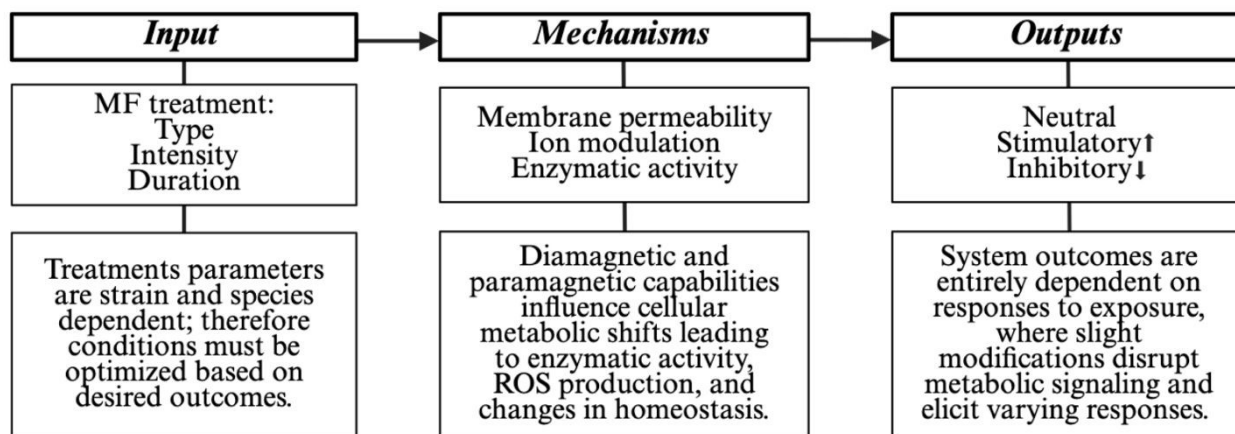 Input
Mechanisms
Outputs
MF treatment:
Type
Intensity
Duration
Membrane permeability
Ion modulation
Enzymatic activity
Neutral
Stimulatory⬆
Inhibitory⬇
Treatments parameters
are strain and species
dependent; therefore
conditions must be
optimized based on
desired outcomes.
Diamagnetic and
paramagnetic capabilities
influence cellular
metabolic shifts leading
to enzymatic activity,
ROS production, and
changes in homeostasis.
System outcomes are
entirely dependent on
responses to exposure,
where slight
modifications disrupt
metabolic signaling and
elicit varying responses.